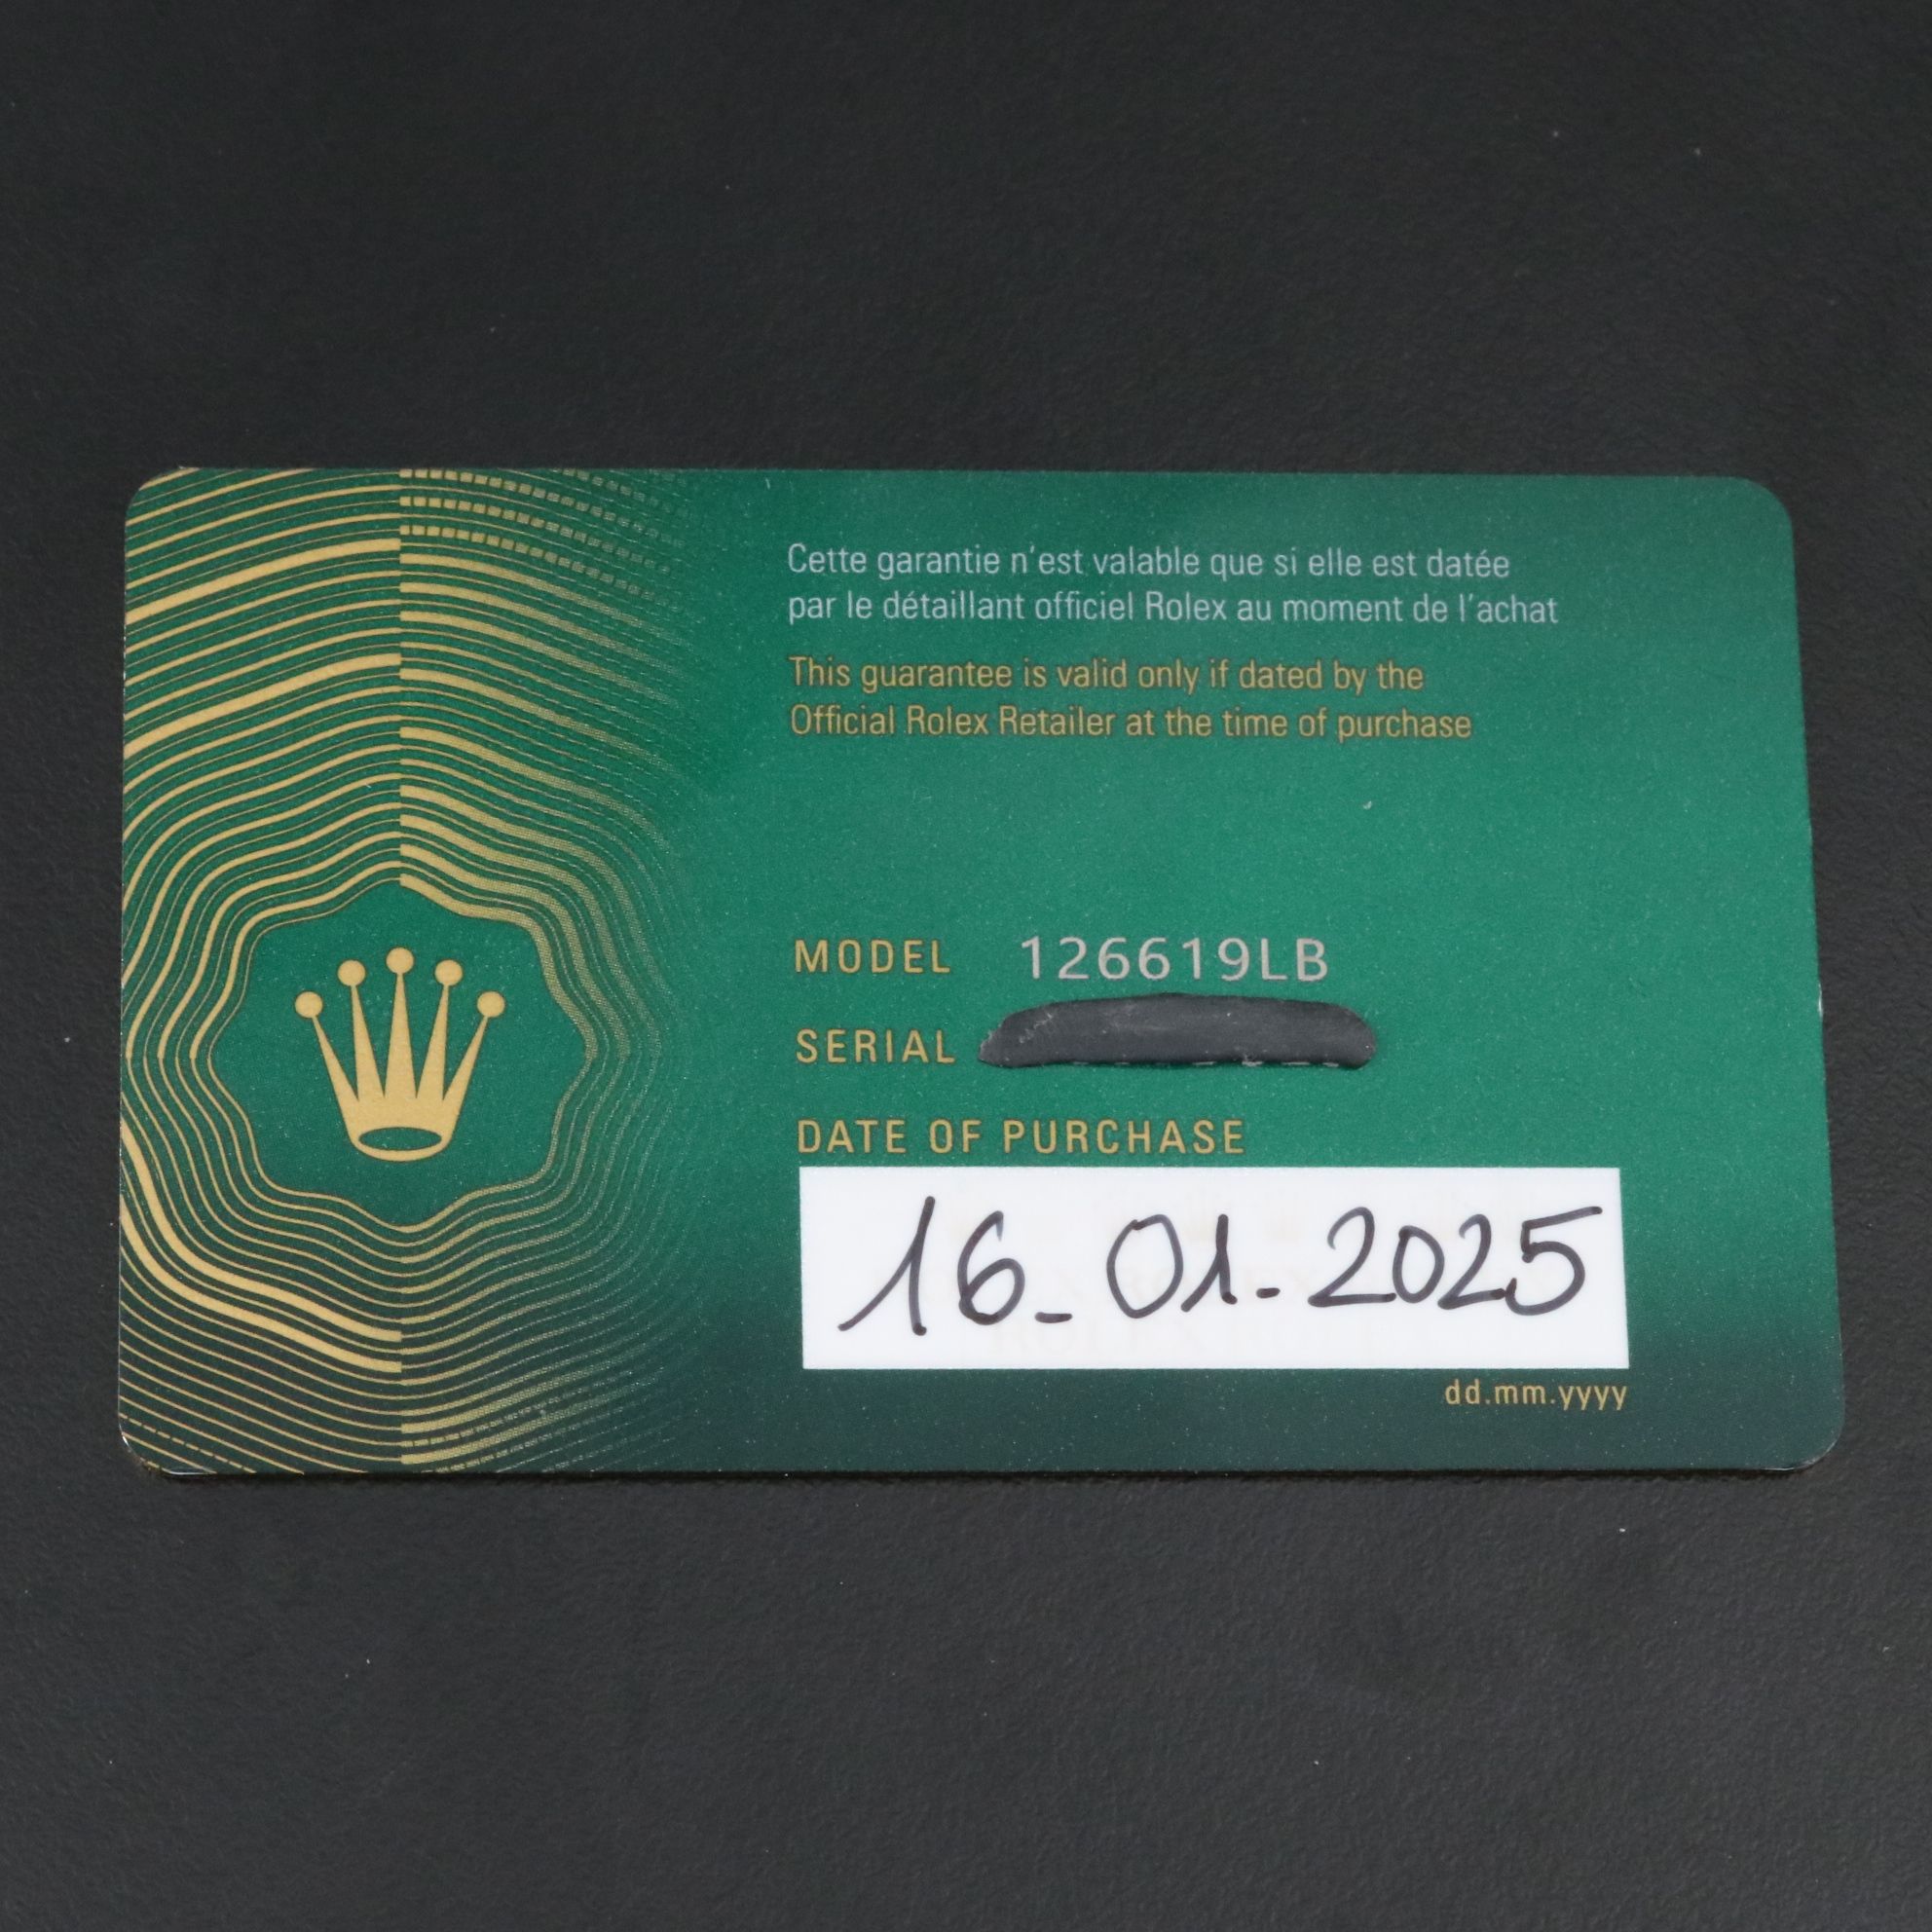 Cette garantie n'est valable que si elle est datée
par le détaillant officiel Rolex au moment de l'achat
This guarantee is valid only if dated by the
Official Rolex Retailer at the time of purchase
MODEL 126619LB
SERIAL
DATE OF PURCHASE
16-01-2025
dd.mm.yyyy